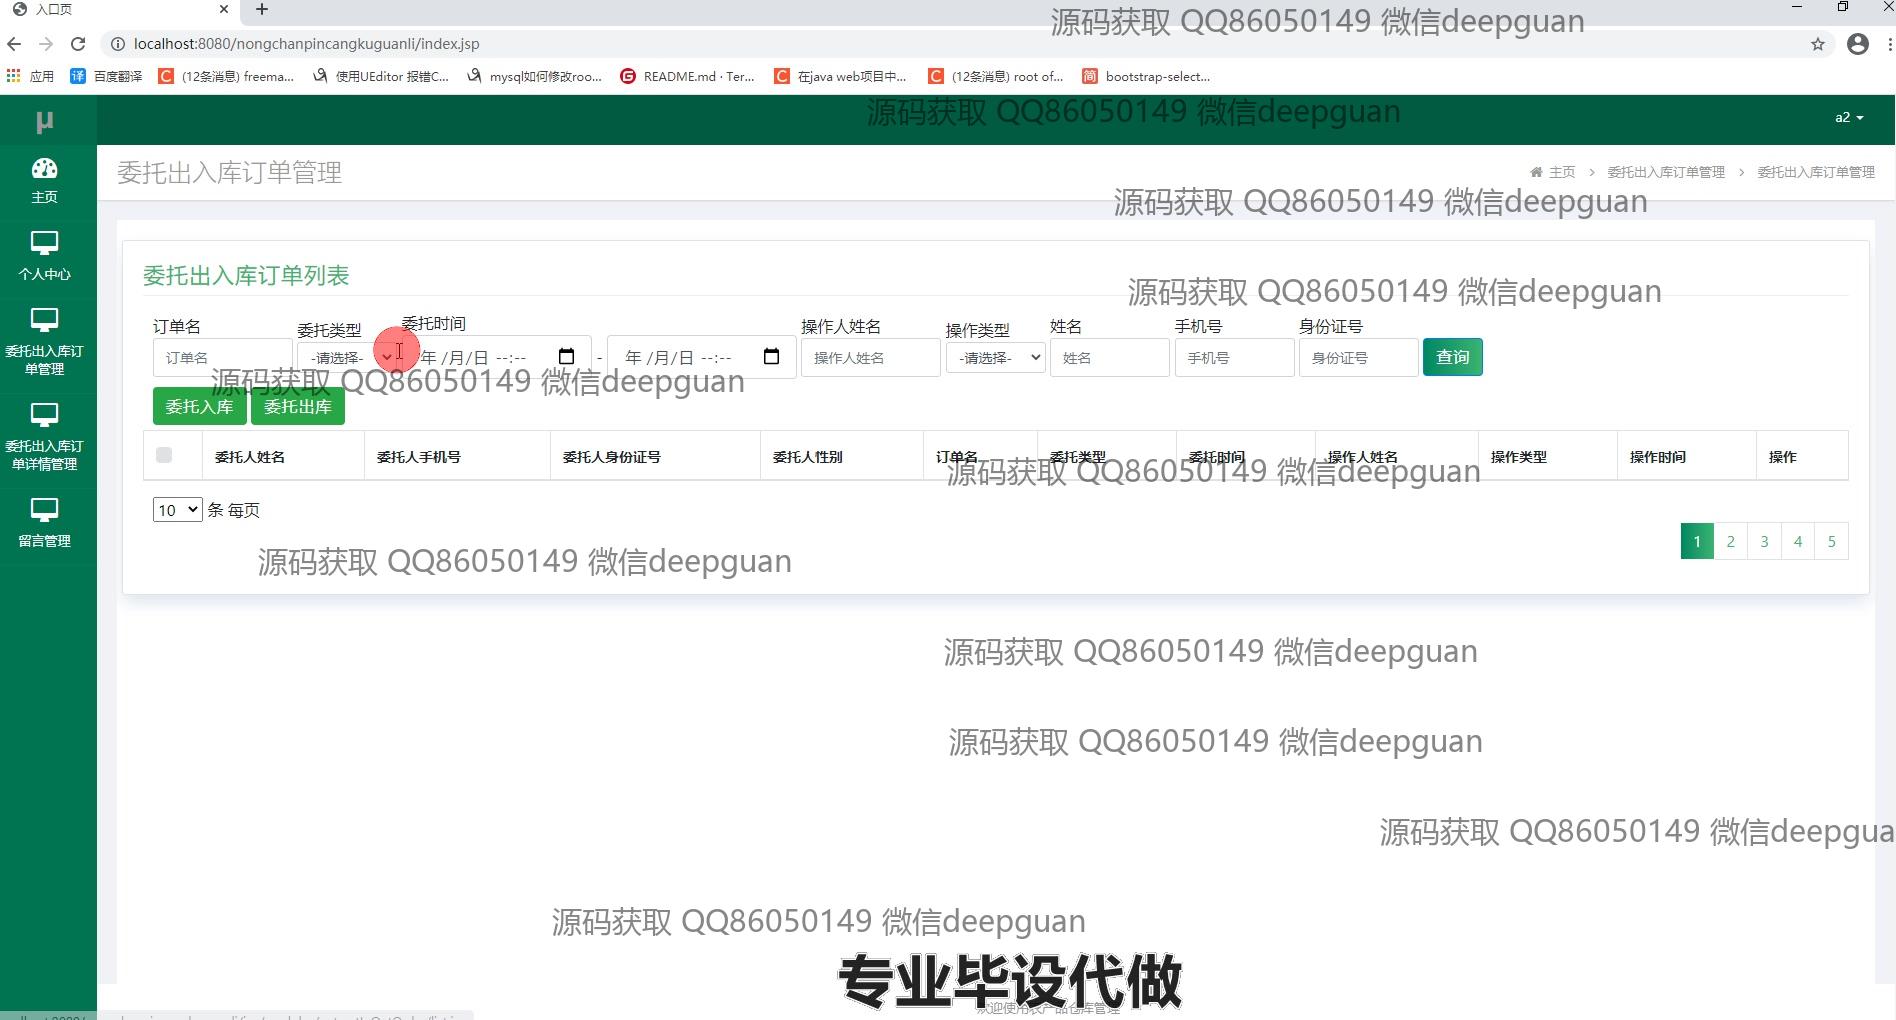 入口页
源码获取 QQ86050149 微信deepguan
localhost:8080/nongchanpincangkuguanli/index.jsp
应用 百度翻译 (12条消息) freema... 使用UEditor 报错C... mysql如何修改roo... README.md · Ter... 在java web项目中... (12条消息) root of... bootstrap-select...
μ
源码获取 QQ86050149 微信deepguan
a2
主页
个人中心
委托出入库订
单管理
委托出入库订
单详情管理
留言管理
委托出入库订单管理
主页 > 委托出入库订单管理 > 委托出入库订单管理
源码获取 QQ86050149 微信deepguan
委托出入库订单列表
源码获取 QQ86050149 微信deepguan
订单名 委托类型 委托时间 操作人姓名 操作类型 姓名 手机号 身份证号
订单名 -请选择- 年 /月/日 --:-- - 年 /月/日 --:-- 操作人姓名 -请选择- 姓名 手机号 身份证号 查询
源码获取 QQ86050149 微信deepguan
委托入库 委托出库
委托人姓名 委托人手机号 委托人身份证号 委托人性别 订单名 委托类型 委托时间 操作人姓名 操作类型 操作时间 操作
源码获取 QQ86050149 微信deepguan
10 条 每页
1 2 3 4 5
源码获取 QQ86050149 微信deepguan
源码获取 QQ86050149 微信deepguan
源码获取 QQ86050149 微信deepguan
源码获取 QQ86050149 微信deepgua
源码获取 QQ86050149 微信deepguan
专业毕设代做
欢迎使用农产品仓库管理